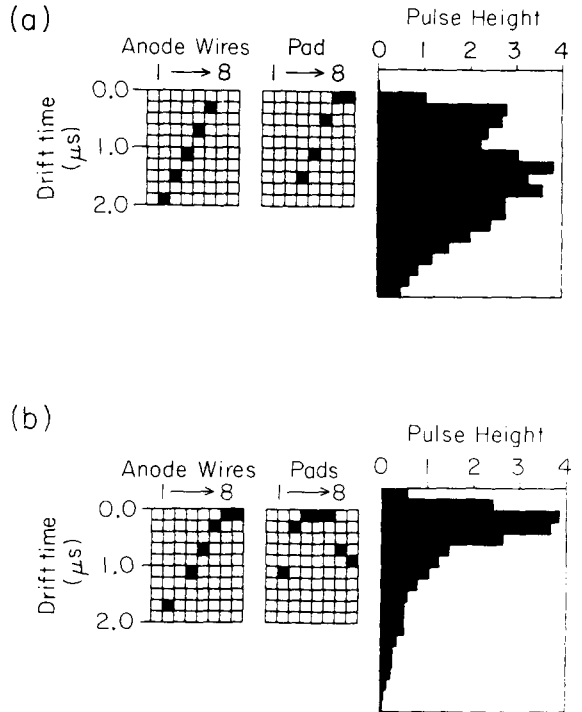 (a)
Pulse Height
Anode Wires Pad
1 → 8 1 → 8 0 1 2 3 4
0.0
1.0
2.0
Drift time
(μs)
(b)
Pulse Height
Anode Wires Pads
1 → 8 1 → 8 0 1 2 3 4
0.0
1.0
2.0
Drift time
(μs)